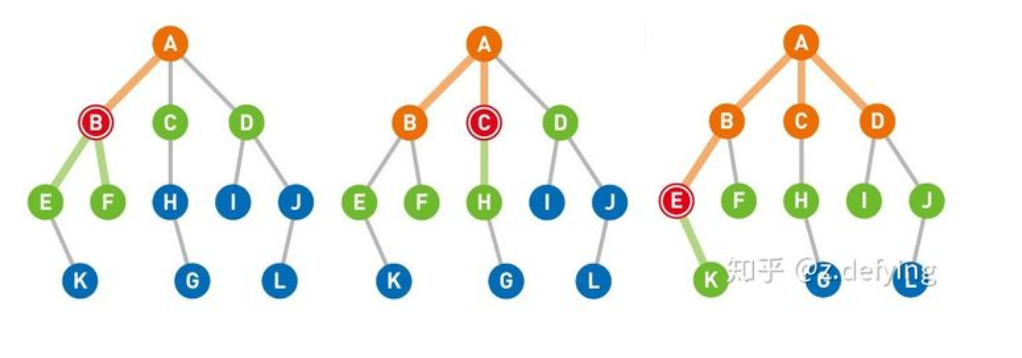 A A A
B C D B C D B C D
E F H I J E F H I J E F H I J
K G L K G L K G L
知乎 @z.defying